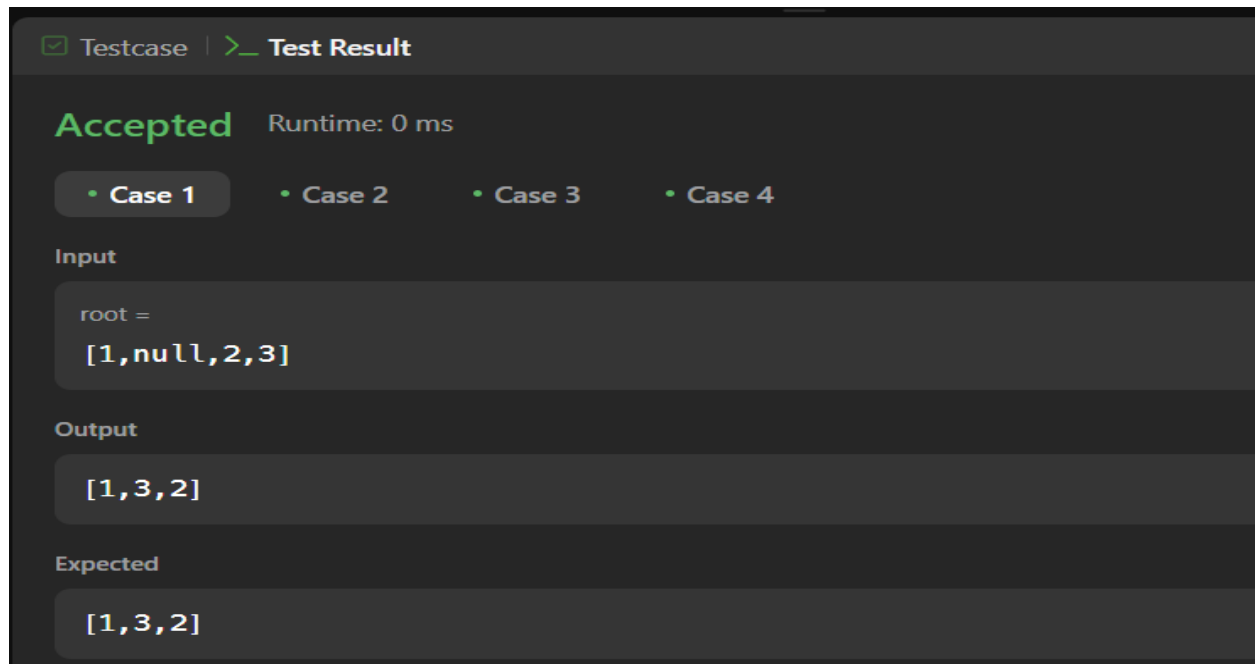 Testcase | >_ Test Result
Accepted Runtime: 0 ms
• Case 1 • Case 2 • Case 3 • Case 4
Input
root =
[1,null,2,3]
Output
[1,3,2]
Expected
[1,3,2]